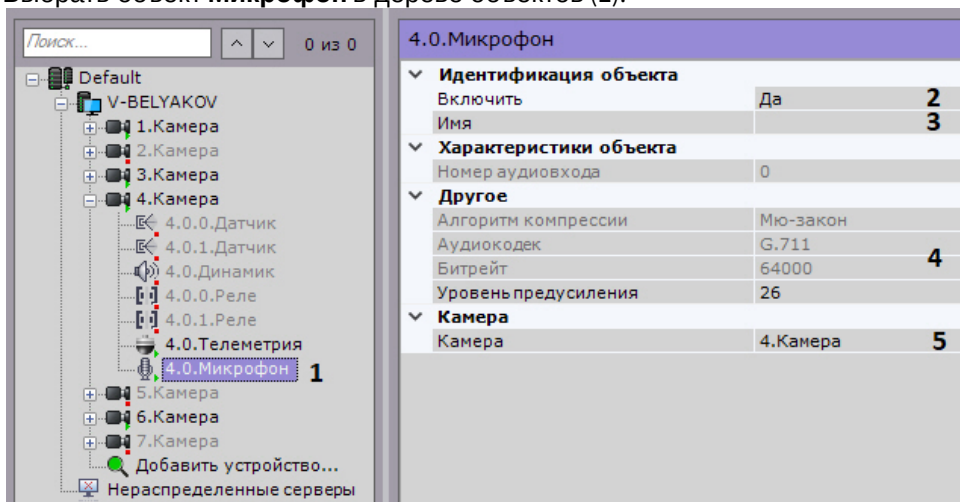 Выбрать объект Микрофон в дереве объектов (1).
Поиск... 0 из 0
Default
V-BELYAKOV
1.Камера
2.Камера
3.Камера
4.Камера
4.0.0.Датчик
4.0.1.Датчик
4.0.Динамик
4.0.0.Реле
4.0.1.Реле
4.0.Телеметрия
4.0.Микрофон 1
5.Камера
6.Камера
7.Камера
Добавить устройство...
Нераспределенные серверы
4.0.Микрофон
Идентификация объекта
Включить Да 2
Имя 3
Характеристики объекта
Номер аудиовхода 0
Другое
Алгоритм компрессии Мю-закон
Аудиокодек G.711
Битрейт 64000 4
Уровень предусиления 26
Камера
Камера 4.Камера 5